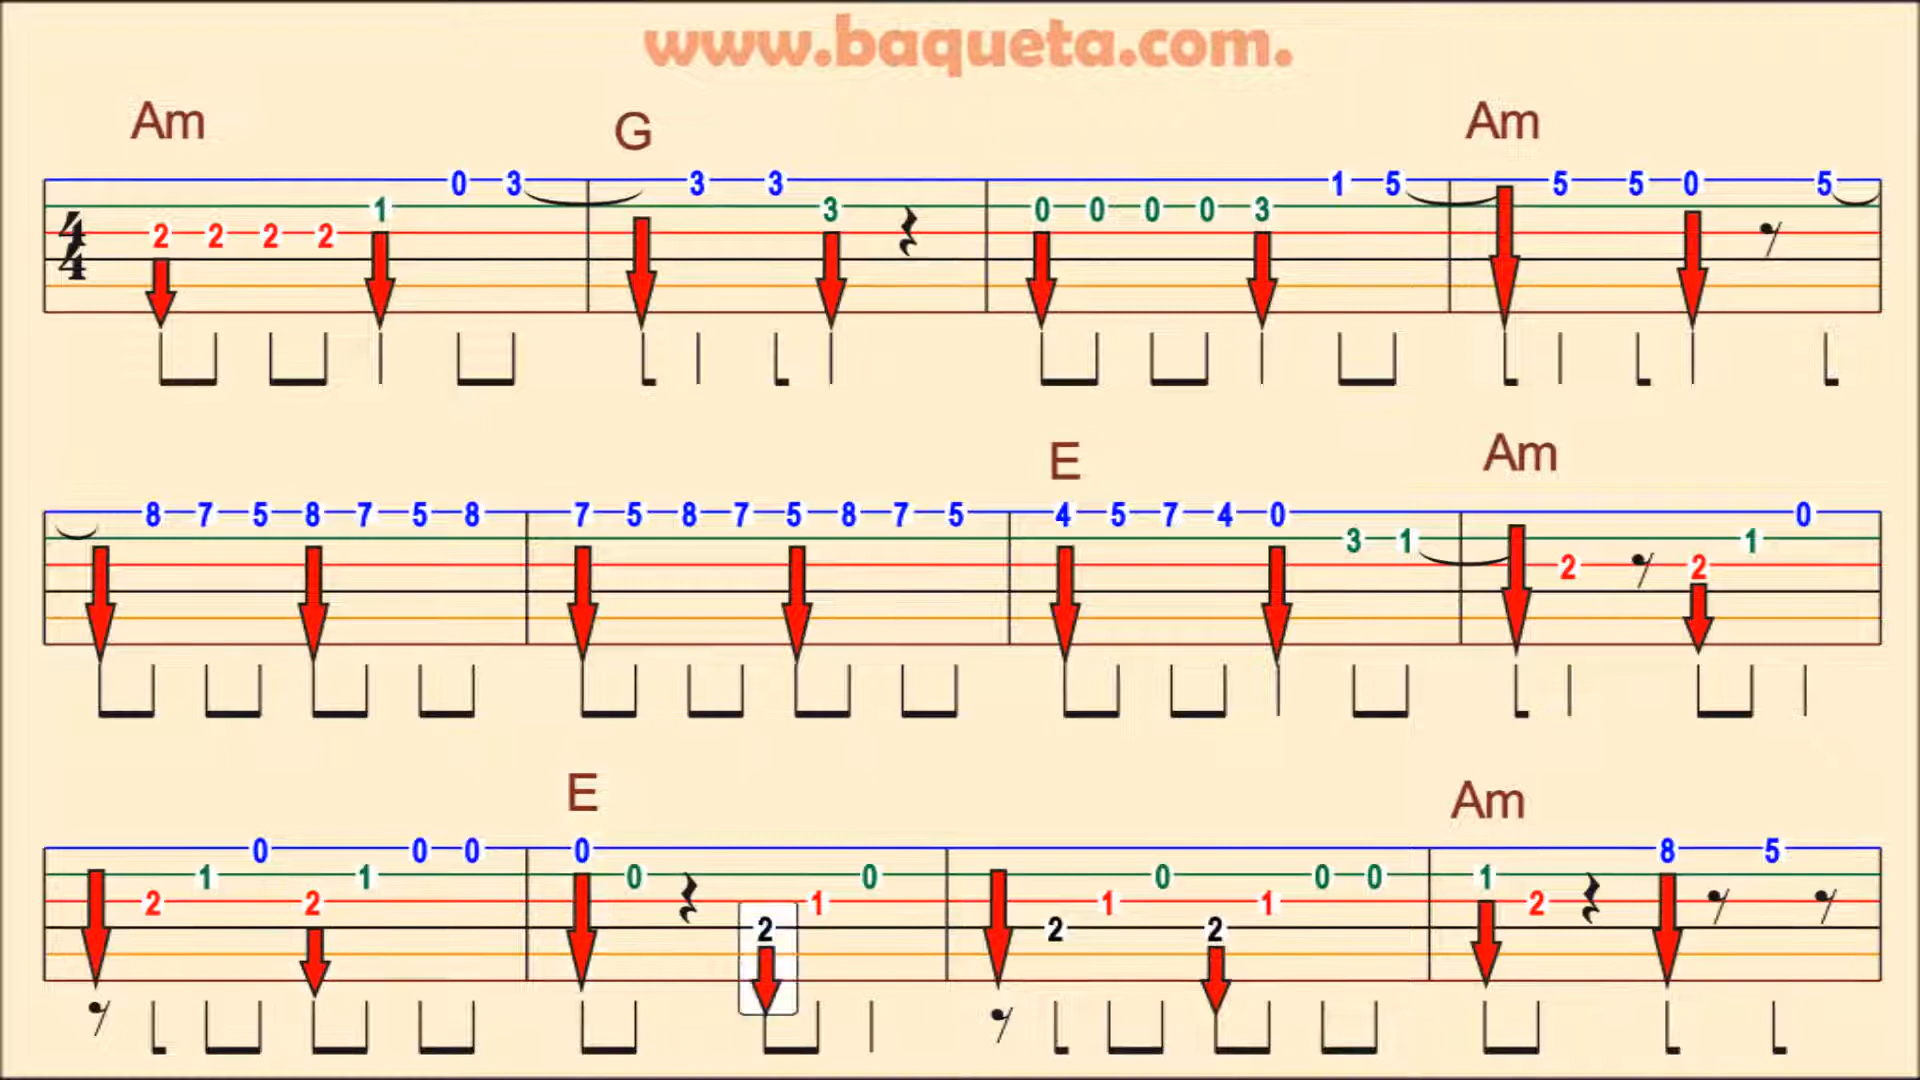 www.baqueta.com.
Am G Am
0 3 3 3 1 5 5 5 0 5
1 3 0 0 0 0 3
4 2 2 2 2
4
E Am
8 7 5 8 7 5 8 7 5 8 7 5 8 7 5 4 5 7 4 0 0
3 1 1
2 2
E Am
0 0 0 0 8 5
1 1 0 0 0 0 0 1
2 2 1 1 1 2
2 2 2